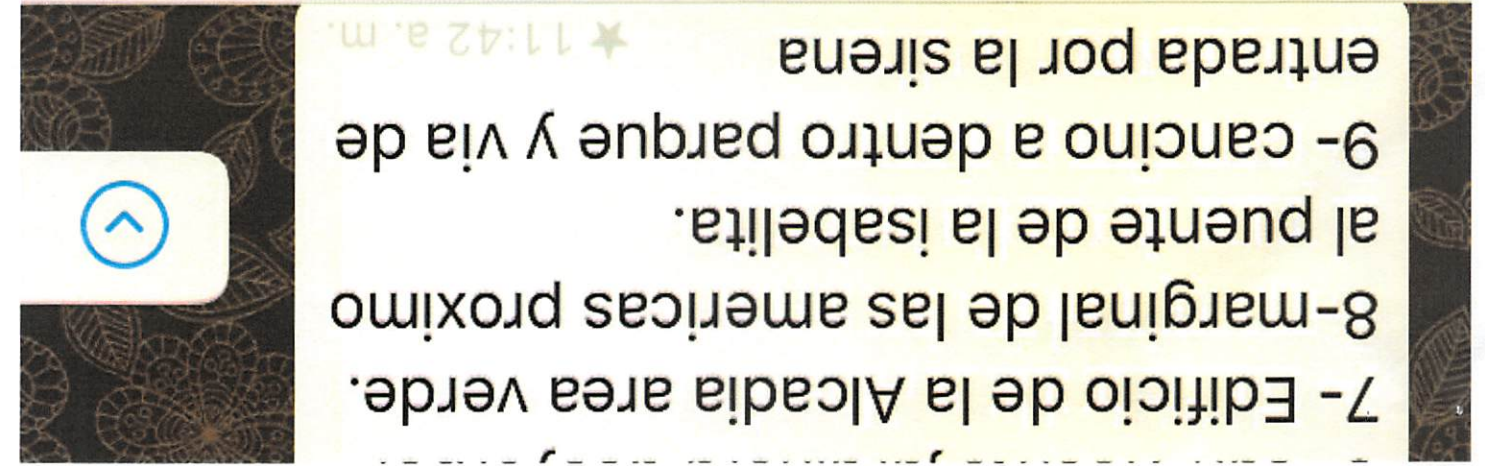 7- Edificio de la Alcadia area verde.
8-marginal de las americas proximo
al puente de la isabelita.
9- cancino a dentro parque y via de
entrada por la sirena
★ 11:42 a. m.